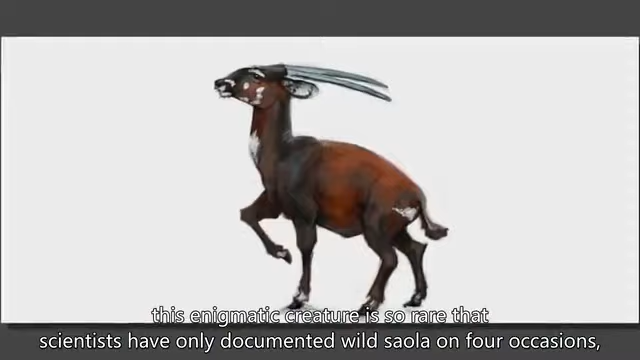 this enigmatic creature is so rare that
scientists have only documented wild saola on four occasions,